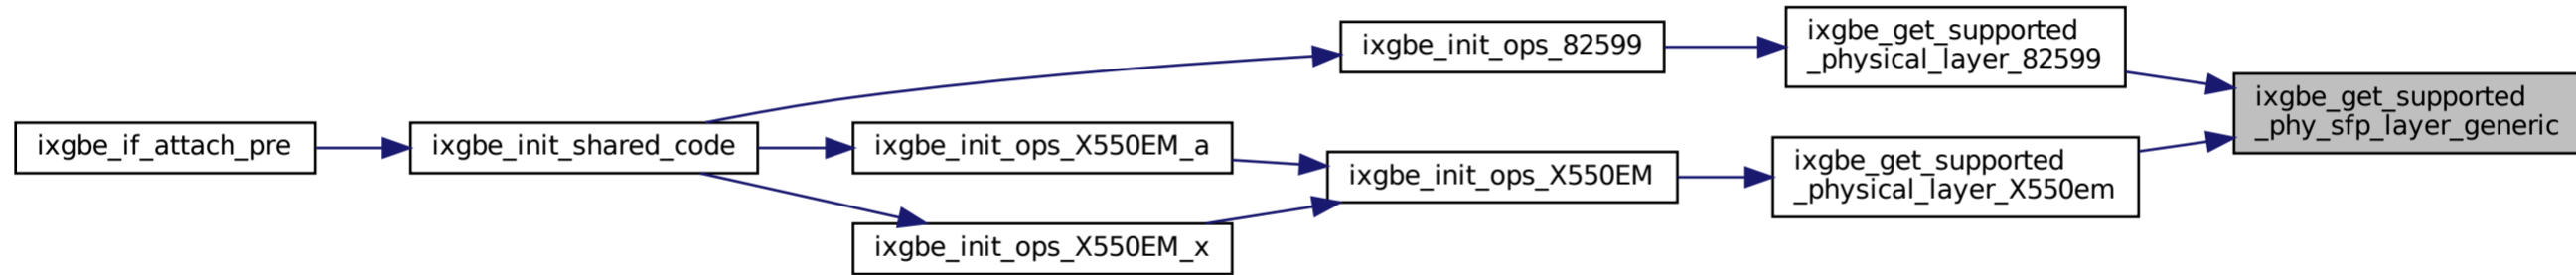 ixgbe_if_attach_pre
ixgbe_init_shared_code
ixgbe_init_ops_82599
ixgbe_init_ops_X550EM_a
ixgbe_init_ops_X550EM_x
ixgbe_init_ops_X550EM
ixgbe_get_supported
_physical_layer_82599
ixgbe_get_supported
_physical_layer_X550em
ixgbe_get_supported
_phy_sfp_layer_generic